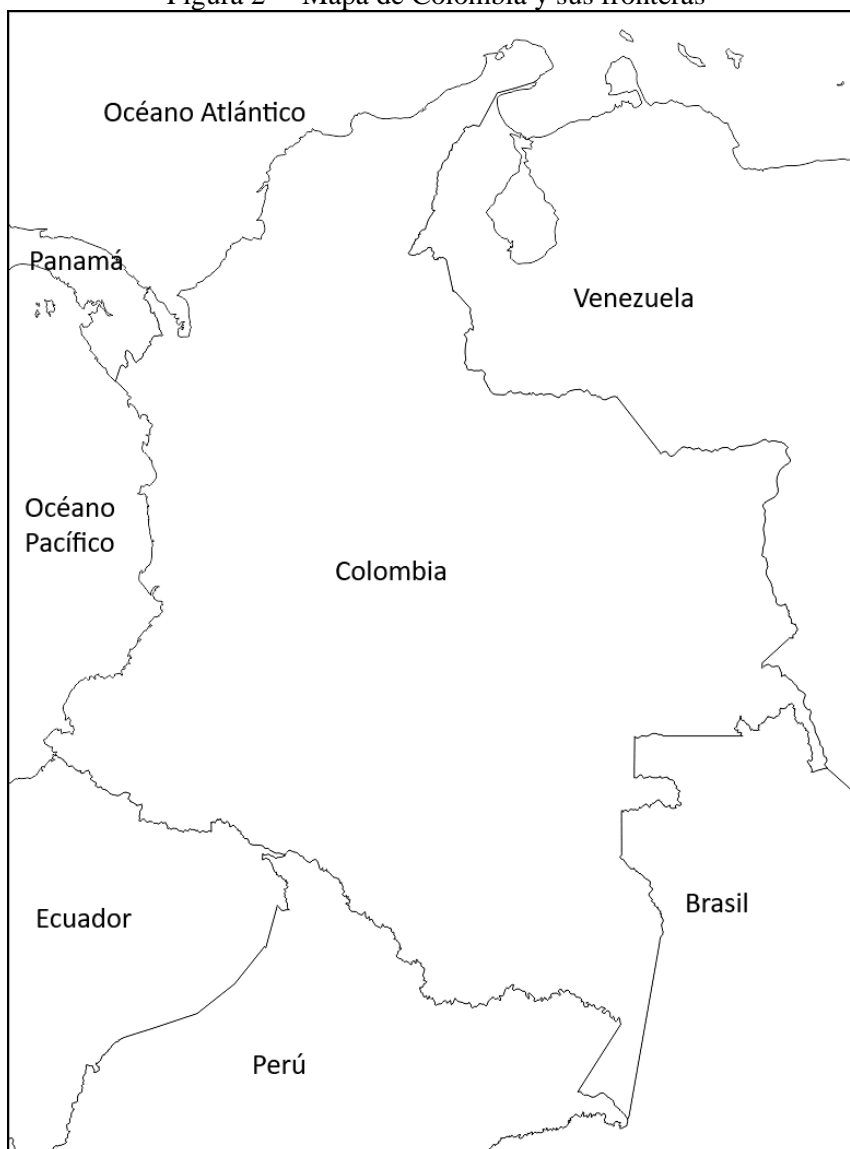 Figura 2 – Mapa de Colombia y sus fronteras
Océano Atlántico
Panamá
Venezuela
Océano
Pacífico
Colombia
Ecuador
Brasil
Perú